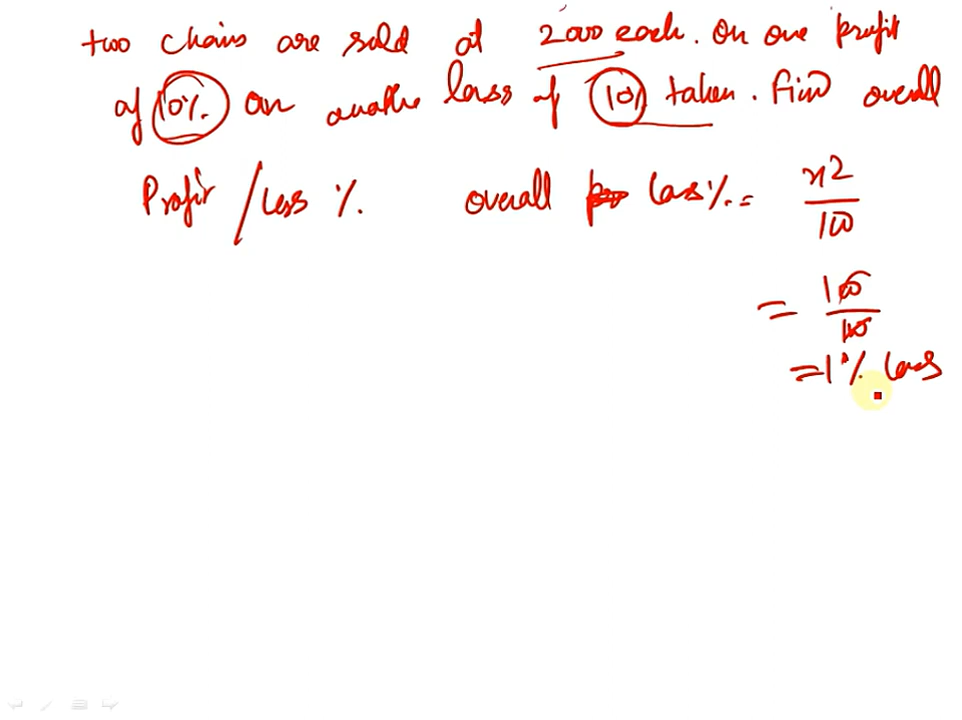 two chairs are sold at 2000 each. On one profit
of 10% on another loss of 10% taken. Find overall
Profit / Loss %. overall loss % = x2/100
= 100/100
= 1% loss